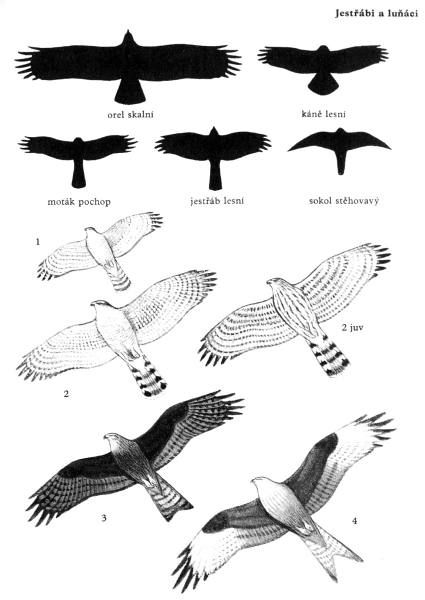 Jestřábi a luňáci
orel skalní
káně lesní
moták pochop
jestřáb lesní
sokol stěhovavý
1
2
2 juv
3
4